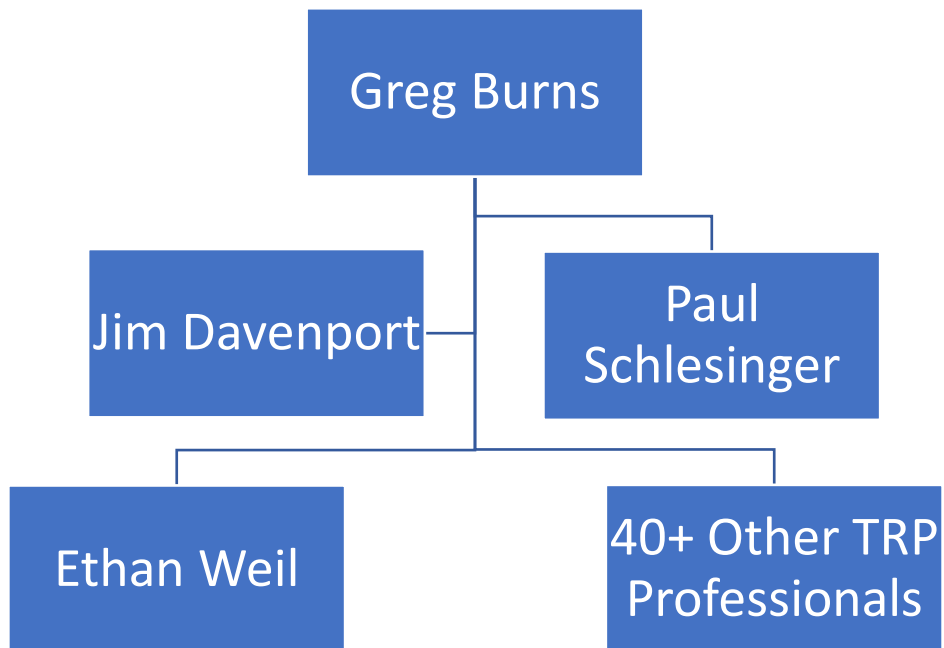 Greg Burns
Jim Davenport
Paul
Schlesinger
Ethan Weil
40+ Other TRP
Professionals